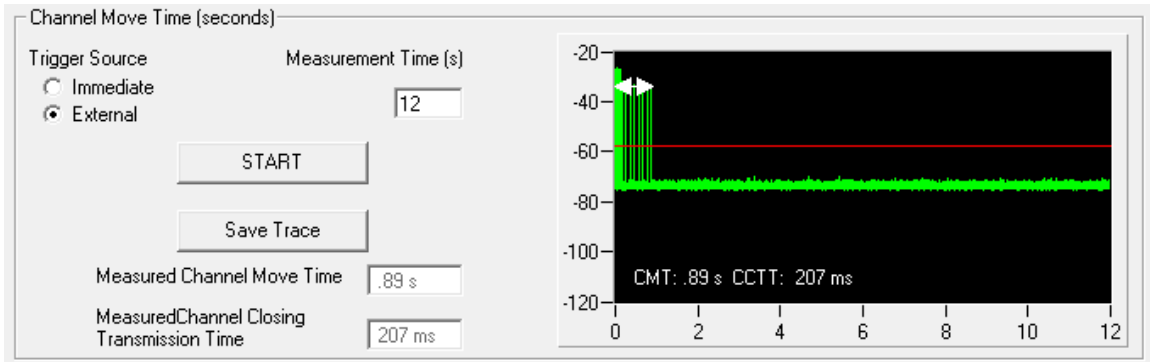 Channel Move Time (seconds)
Trigger Source
Measurement Time (s)
Immediate
External
12
START
Save Trace
Measured Channel Move Time
.89 s
MeasuredChannel Closing
Transmission Time
207 ms
-20
-40
-60
-80
-100
-120
CMT: .89 s CCTT: 207 ms
0 2 4 6 8 10 12